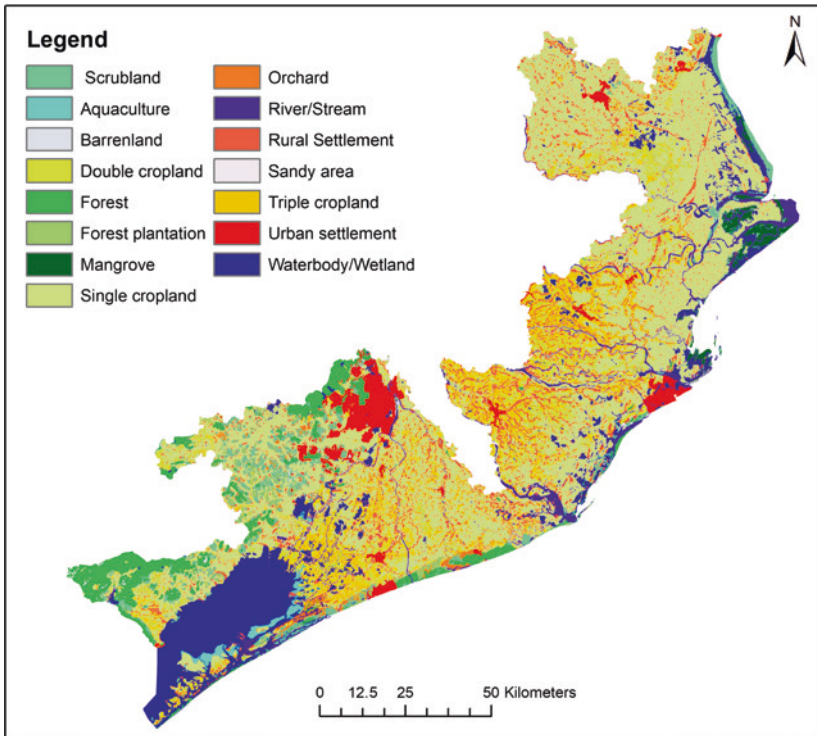 Legend
Scrubland
Aquaculture
Barrenland
Double cropland
Forest
Forest plantation
Mangrove
Single cropland
Orchard
River/Stream
Rural Settlement
Sandy area
Triple cropland
Urban settlement
Waterbody/Wetland
N
0 12.5 25 50 Kilometers